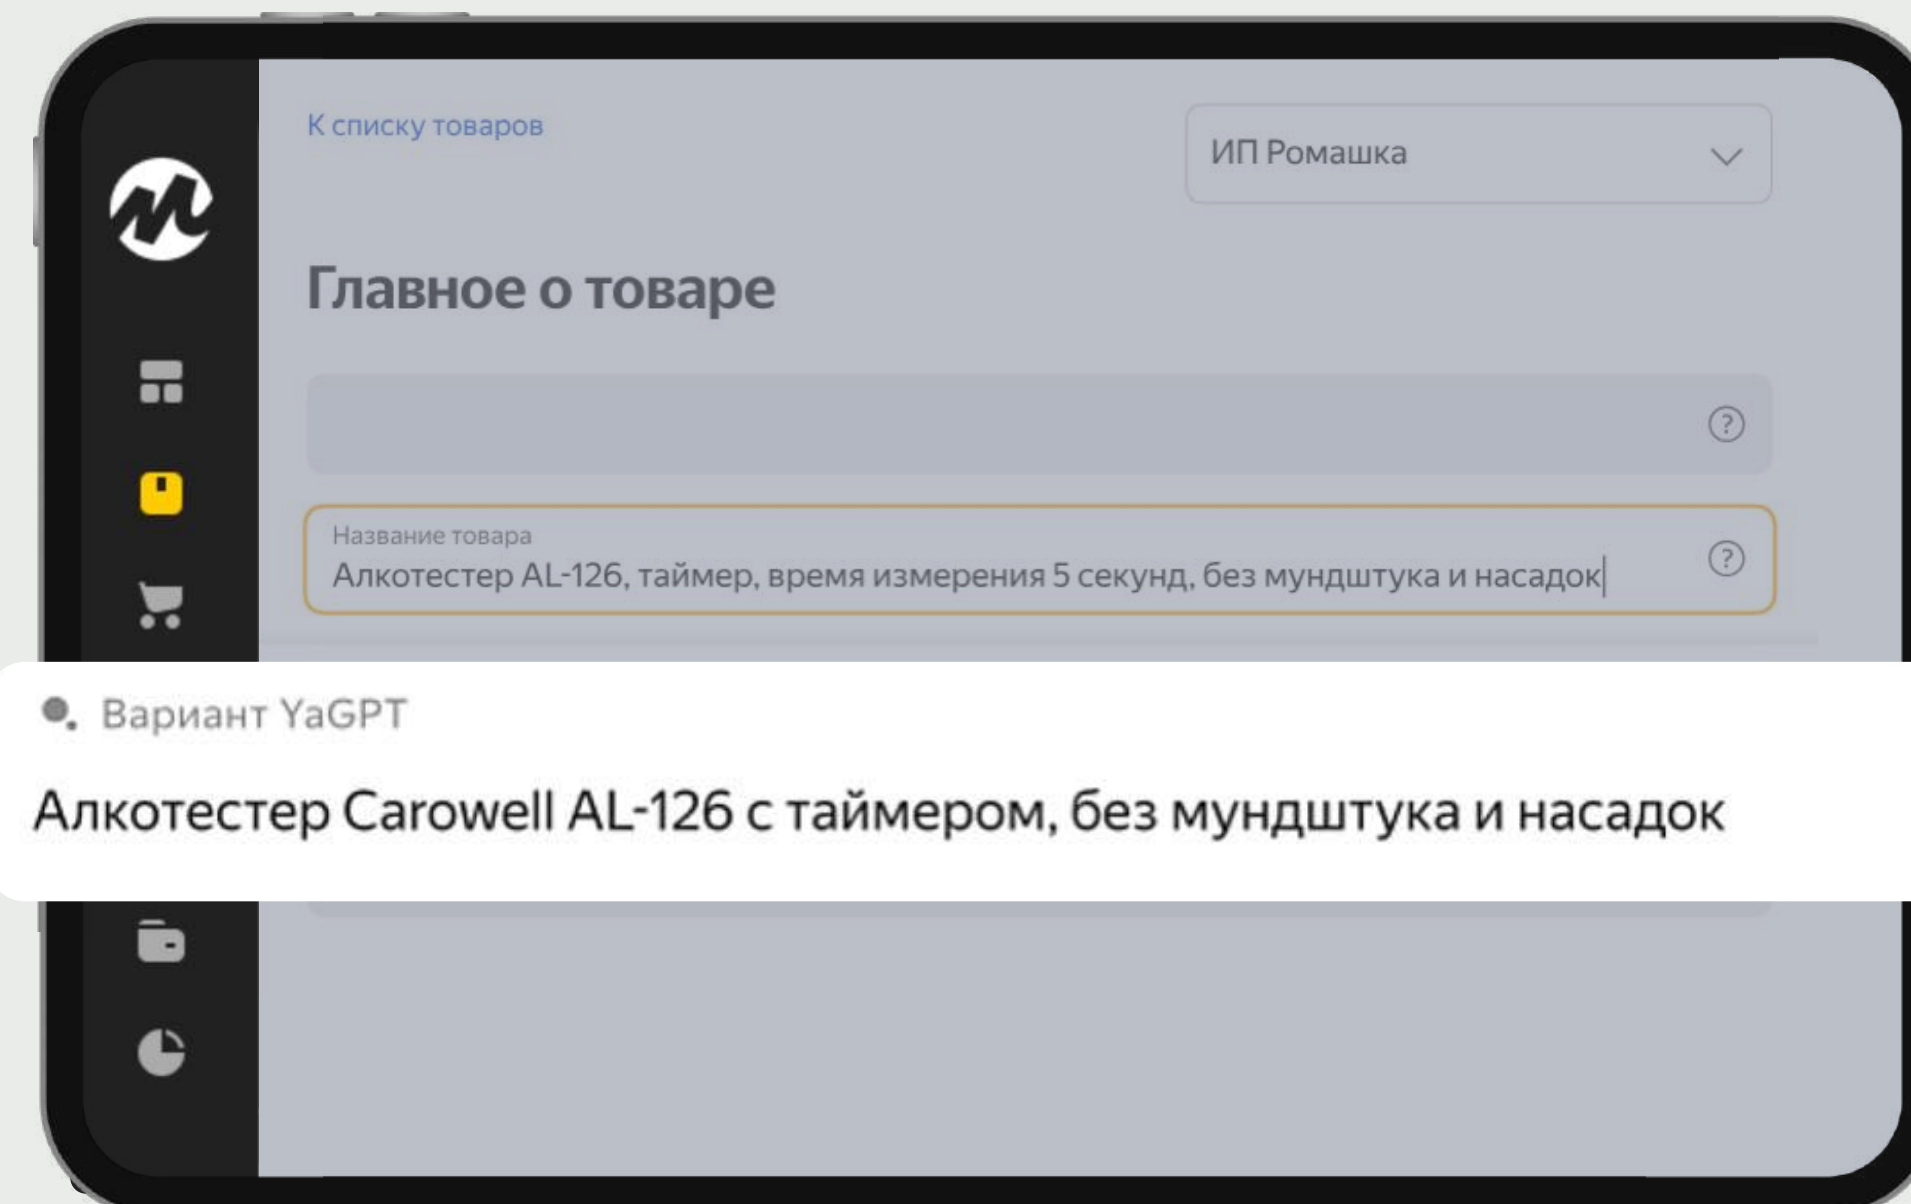 К списку товаров
ИП Ромашка
Главное о товаре
?
Название товара
Алкотестер AL-126, таймер, время измерения 5 секунд, без мундштука и насадок
?
Вариант YaGPT
Алкотестер Carowell AL-126 с таймером, без мундштука и насадок